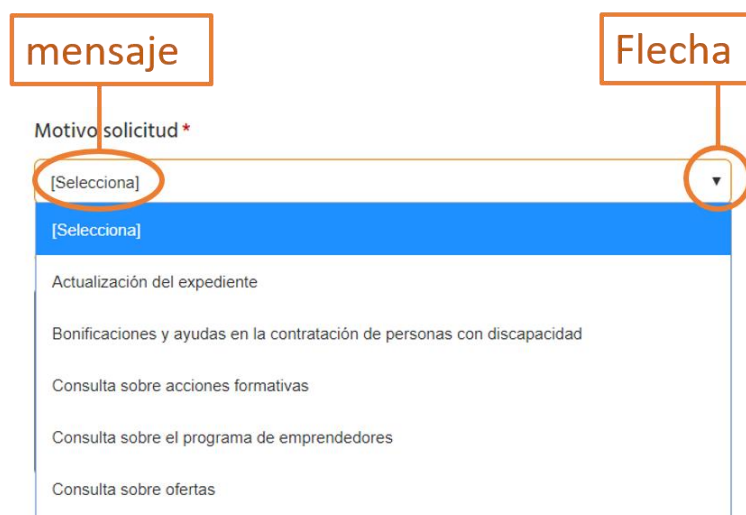 mensaje
Flecha
Motivo solicitud *
[Selecciona]
[Selecciona]
Actualización del expediente
Bonificaciones y ayudas en la contratación de personas con discapacidad
Consulta sobre acciones formativas
Consulta sobre el programa de emprendedores
Consulta sobre ofertas